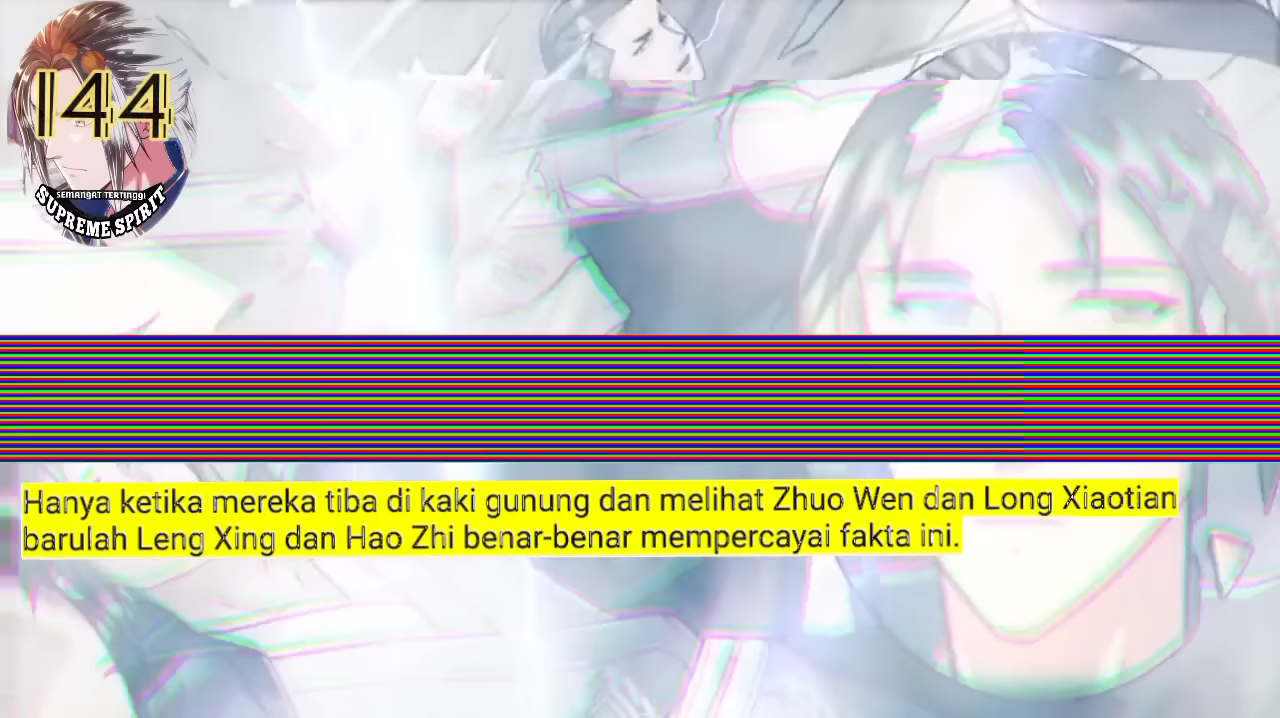 144
SEMANGAT TERTINGGI
SUPREME SPIRIT
Hanya ketika mereka tiba di kaki gunung dan melihat Zhuo Wen dan Long Xiaotian
barulah Leng Xing dan Hao Zhi benar-benar mempercayai fakta ini.